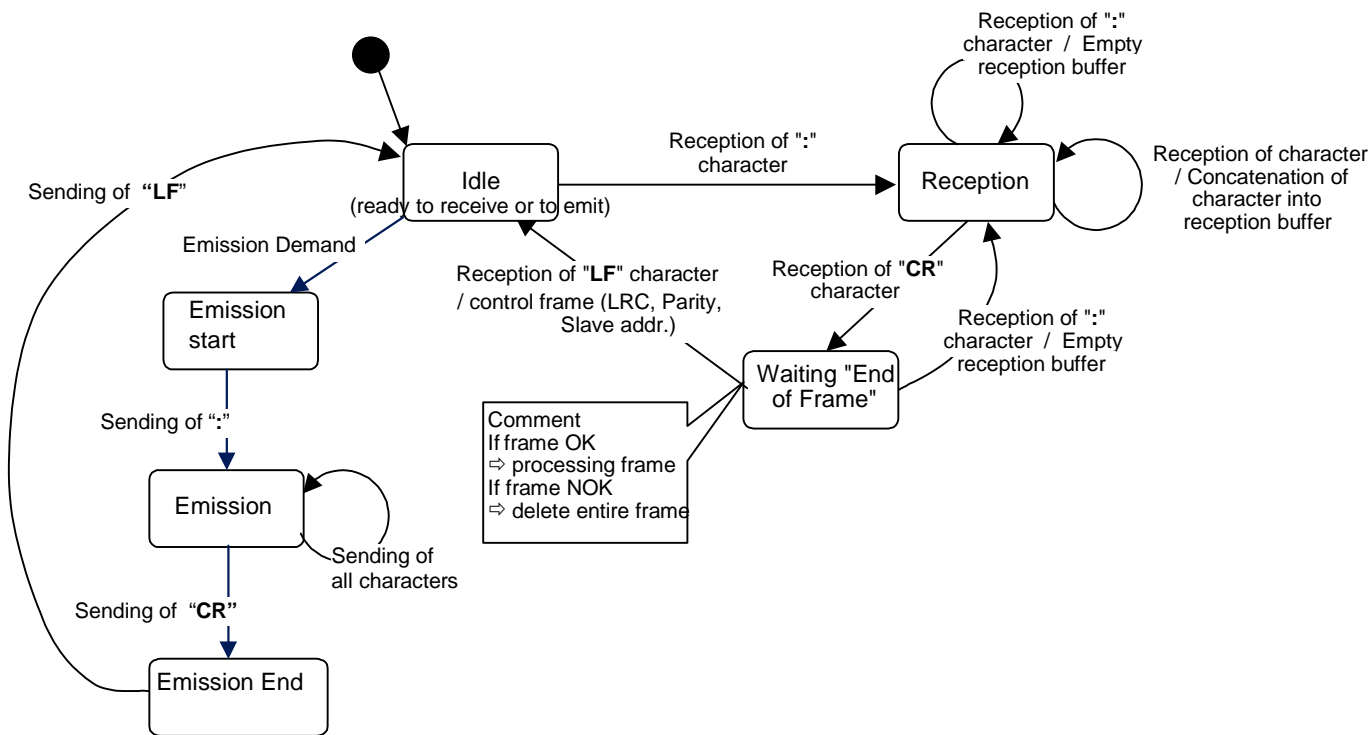 Reception of ":"
character / Empty
reception buffer
Reception of ":"
character
Idle
(ready to receive or to emit)
Reception
Reception of character
/ Concatenation of
character into
reception buffer
Sending of “LF”
Emission Demand
Reception of "LF" character
/ control frame (LRC, Parity,
Slave addr.)
Reception of "CR"
character
Emission
start
Reception of ":"
character / Empty
reception buffer
Waiting "End
of Frame"
Comment
If frame OK
⇨ processing frame
If frame NOK
⇨ delete entire frame
Sending of “:”
Emission
Sending of
all characters
Sending of “CR”
Emission End